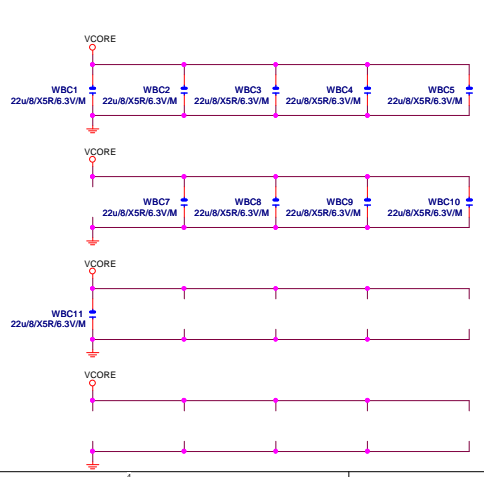 VCORE
WBC1 WBC2 WBC3 WBC4 WBC5
22u/8/X5R/6.3V/M 22u/8/X5R/6.3V/M 22u/8/X5R/6.3V/M 22u/8/X5R/6.3V/M 22u/8/X5R/6.3V/M
VCORE
WBC7 WBC8 WBC9 WBC10
22u/8/X5R/6.3V/M 22u/8/X5R/6.3V/M 22u/8/X5R/6.3V/M 22u/8/X5R/6.3V/M
VCORE
WBC11
22u/8/X5R/6.3V/M
VCORE